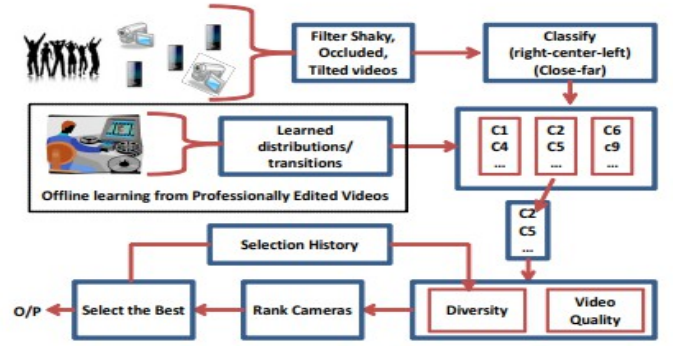 Filter Shaky,
Occluded,
Tilted videos
Classify
(right-center-left)
(Close-far)
Learned
distributions/
transitions
Offline learning from Professionally Edited Videos
C1
C4
...
C2
C5
...
C6
c9
...
C2
C5
...
Selection History
O/P
Select the Best
Rank Cameras
Diversity
Video
Quality